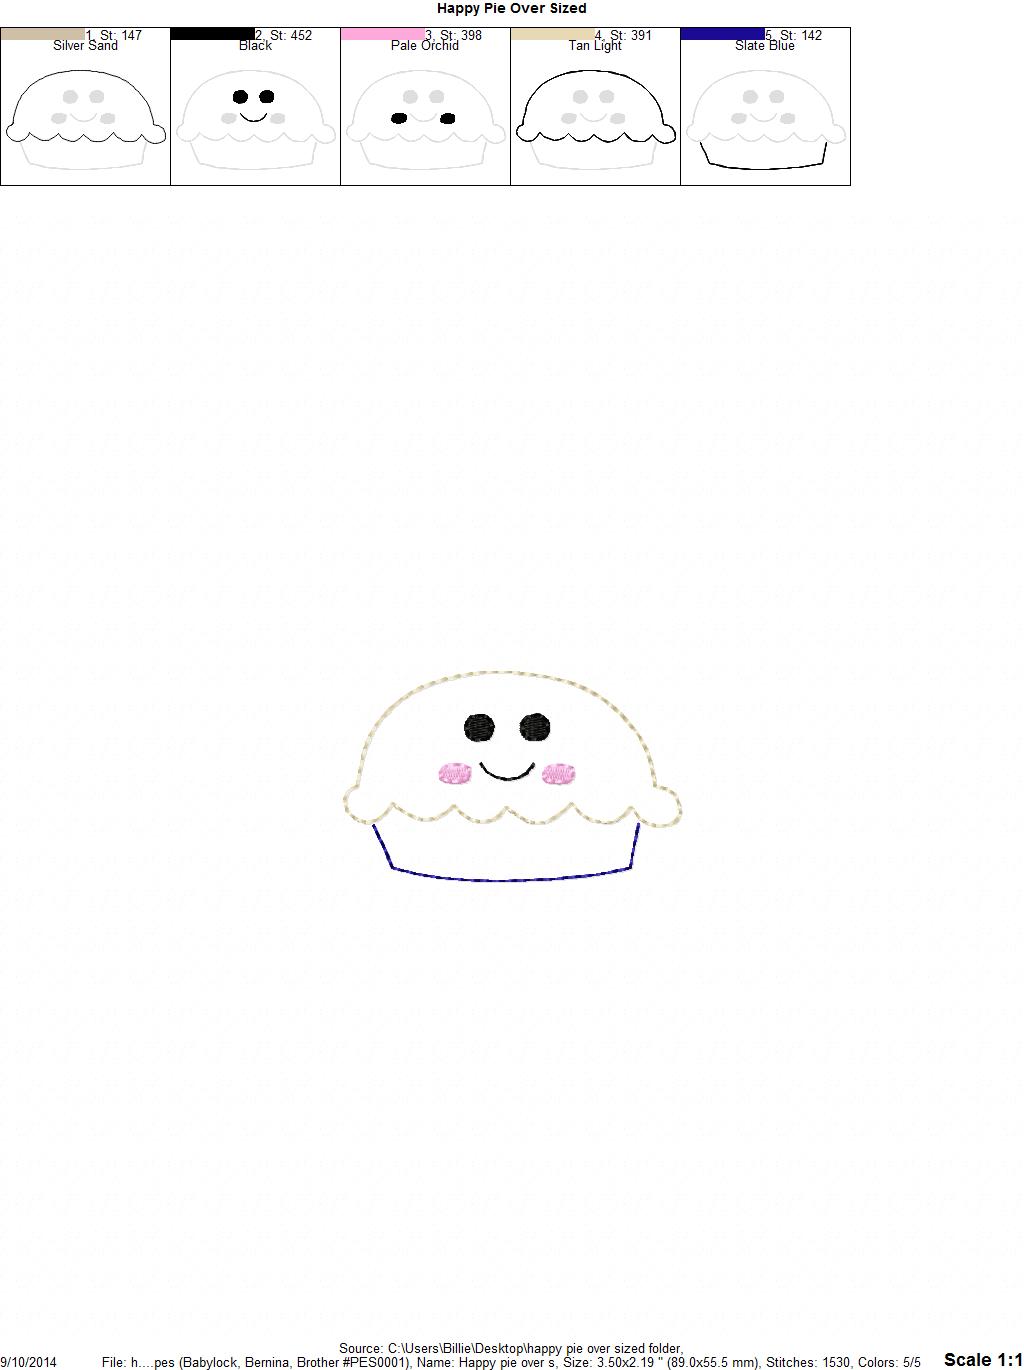 Happy Pie Over Sized
1, St: 147
Silver Sand
2, St: 452
Black
3, St: 398
Pale Orchid
4, St: 391
Tan Light
5, St: 142
Slate Blue
Source: C:\Users\Billie\Desktop\happy pie over sized folder,
9/10/2014
File: h....pes (Babylock, Bernina, Brother #PES0001), Name: Happy pie over s, Size: 3.50x2.19 " (89.0x55.5 mm), Stitches: 1530, Colors: 5/5
Scale 1:1